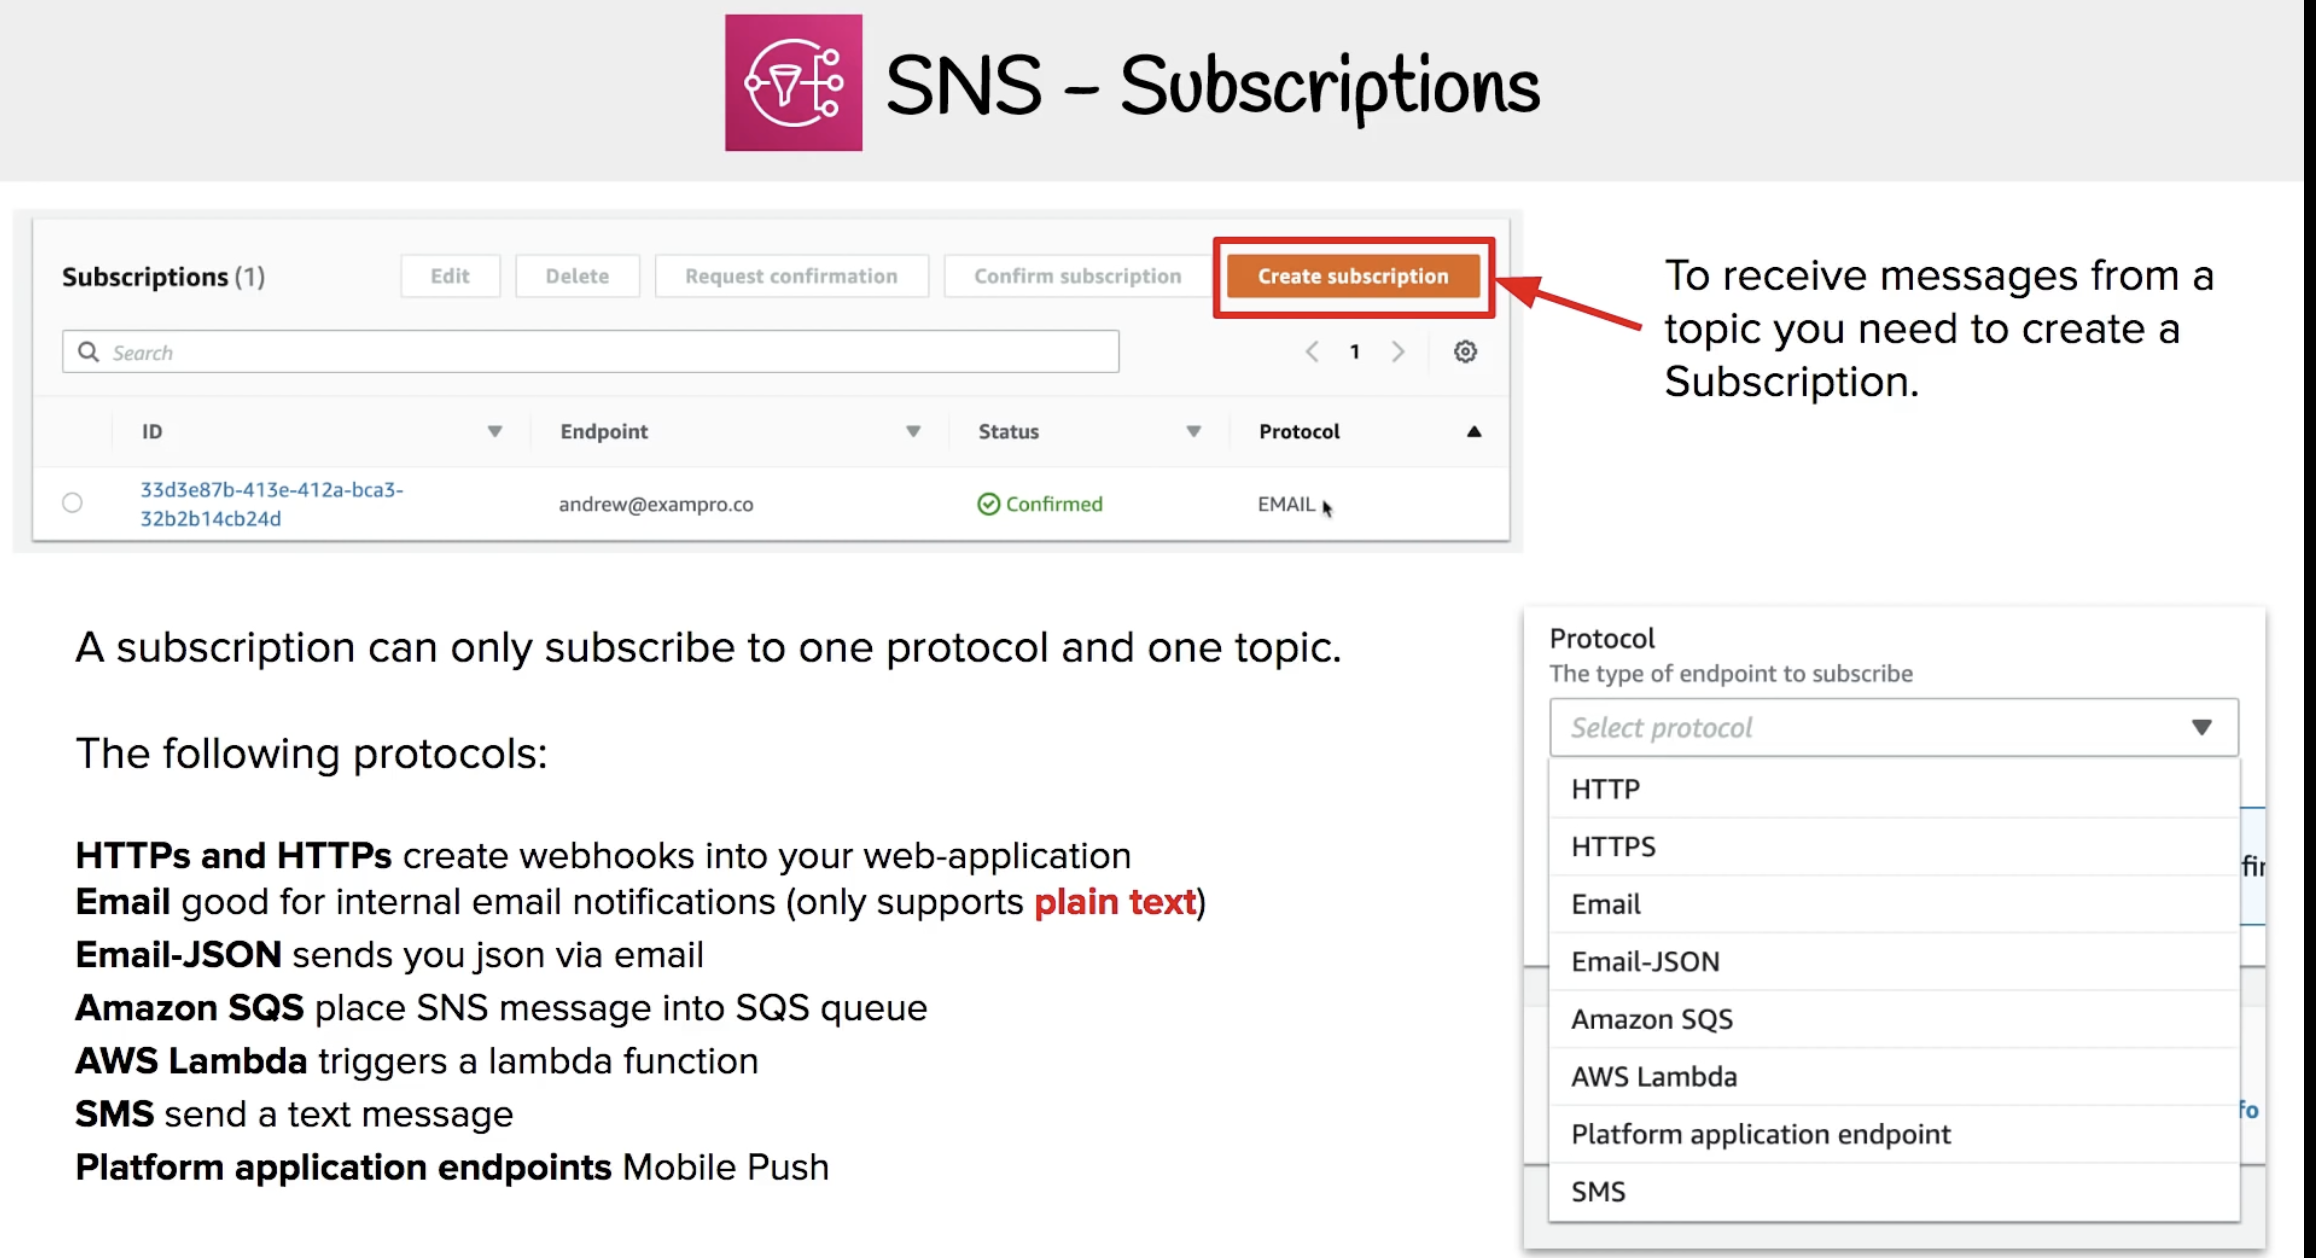 SNS - Subscriptions
Subscriptions (1)
Edit
Delete
Request confirmation
Confirm subscription
Create subscription
Search
1
ID
Endpoint
Status
Protocol
33d3e87b-413e-412a-bca3-
32b2b14cb24d
andrew@exampro.co
Confirmed
EMAIL
To receive messages from a
topic you need to create a
Subscription.
A subscription can only subscribe to one protocol and one topic.
The following protocols:
HTTPs and HTTPs create webhooks into your web-application
Email good for internal email notifications (only supports plain text)
Email-JSON sends you json via email
Amazon SQS place SNS message into SQS queue
AWS Lambda triggers a lambda function
SMS send a text message
Platform application endpoints Mobile Push
Protocol
The type of endpoint to subscribe
Select protocol
HTTP
HTTPS
Email
Email-JSON
Amazon SQS
AWS Lambda
Platform application endpoint
SMS